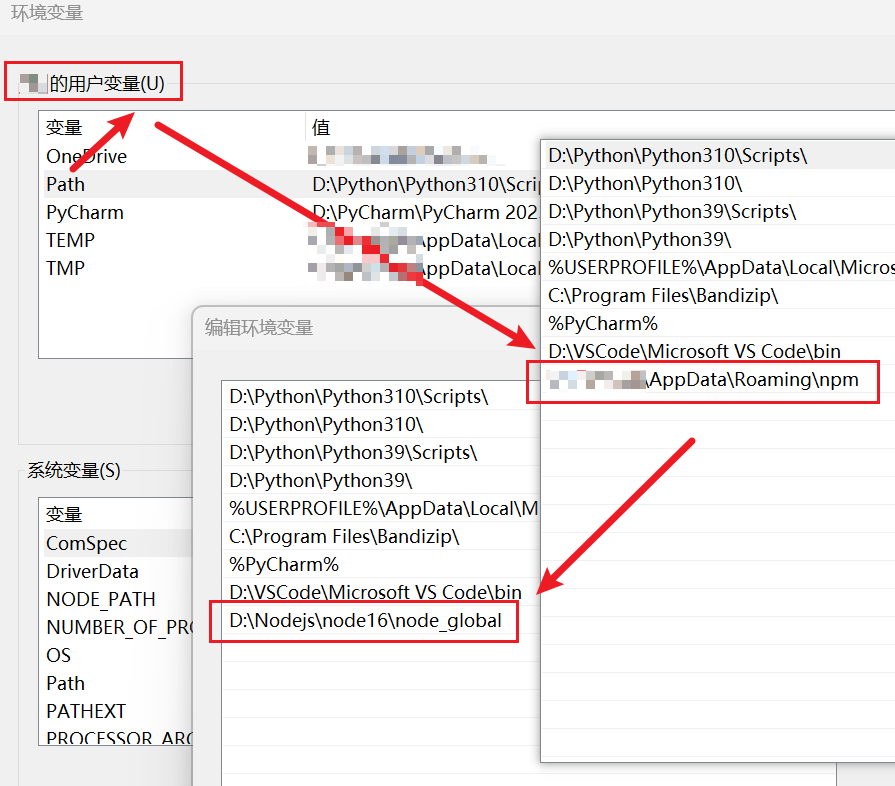 环境变量
的用户变量(U)
变量
值
OneDrive
Path
D:\Python\Python310\Scrip
PyCharm
D:\PyCharm\PyCharm 202
TEMP
\AppData\Local
TMP
\AppData\Local
系统变量(S)
变量
ComSpec
DriverData
NODE_PATH
NUMBER_OF_PRO
OS
Path
PATHEXT
PROCESSOR_ARC
编辑环境变量
D:\Python\Python310\Scripts\
D:\Python\Python310\
D:\Python\Python39\Scripts\
D:\Python\Python39\
%USERPROFILE%\AppData\Local\M
C:\Program Files\Bandizip\
%PyCharm%
D:\VSCode\Microsoft VS Code\bin
D:\Nodejs\node16\node_global
D:\Python\Python310\Scripts\
D:\Python\Python310\
D:\Python\Python39\Scripts\
D:\Python\Python39\
%USERPROFILE%\AppData\Local\Micros
C:\Program Files\Bandizip\
%PyCharm%
D:\VSCode\Microsoft VS Code\bin
\AppData\Roaming\npm